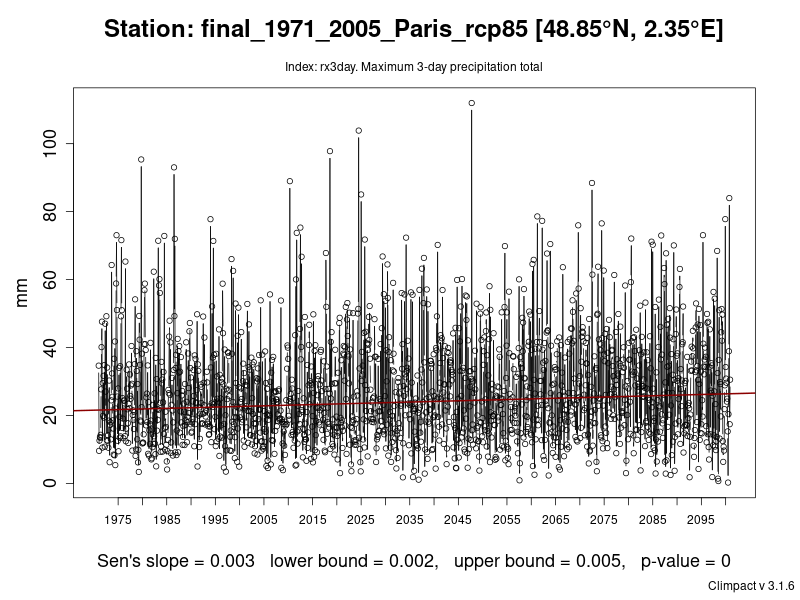 Station: final_1971_2005_Paris_rcp85 [48.85°N, 2.35°E]
Index: rx3day. Maximum 3-day precipitation total
mm
100
80
60
40
20
0
1975 1985 1995 2005 2015 2025 2035 2045 2055 2065 2075 2085 2095
Sen's slope = 0.003 lower bound = 0.002, upper bound = 0.005, p-value = 0
Climpact v 3.1.6